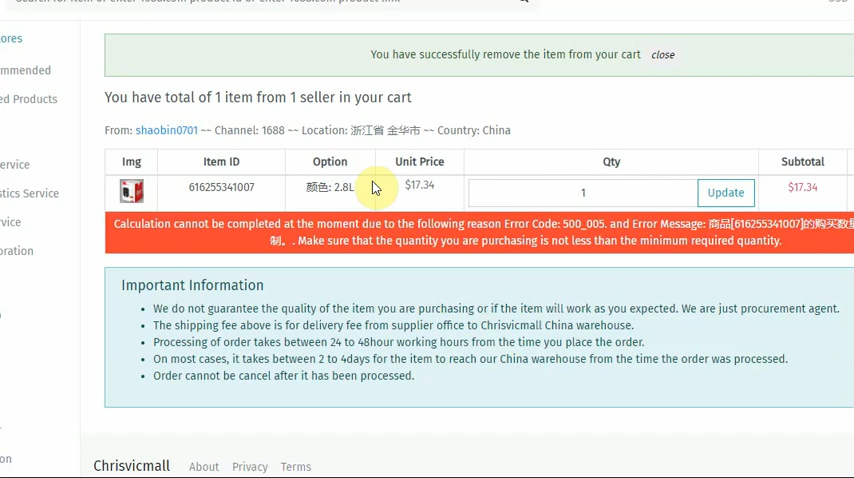 USD
ores
You have successfully remove the item from your cart close
mmended
ed Products
You have total of 1 item from 1 seller in your cart
From: shaobin0701 ~~ Channel: 1688 ~~ Location: 浙江省 金华市 ~~ Country: China
Img Item ID Option Unit Price Qty Subtotal
ervice
616255341007 颜色: 2.8L $17.34 1 Update $17.34
stics Service
rvice
Calculation cannot be completed at the moment due to the following reason Error Code: 500_005. and Error Message: 商品[616255341007]的购买数量
制。. Make sure that the quantity you are purchasing is not less than the minimum required quantity.
oration
Important Information
• We do not guarantee the quality of the item you are purchasing or if the item will work as you expected. We are just procurement agent.
• The shipping fee above is for delivery fee from supplier office to Chrisvicmall China warehouse.
• Processing of order takes between 24 to 48hour working hours from the time you place the order.
• On most cases, it takes between 2 to 4days for the item to reach our China warehouse from the time the order was processed.
• Order cannot be cancel after it has been processed.
on
Chrisvicmall About Privacy Terms